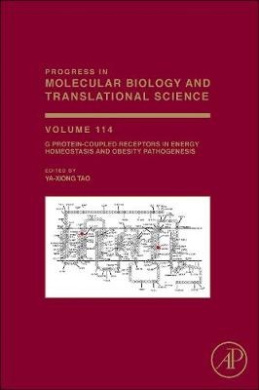 PROGRESS IN
MOLECULAR BIOLOGY AND
TRANSLATIONAL SCIENCE
VOLUME 114
G PROTEIN-COUPLED RECEPTORS IN ENERGY
HOMEOSTASIS AND OBESITY PATHOGENESIS
EDITED BY
YA-XIONG TAO
AP